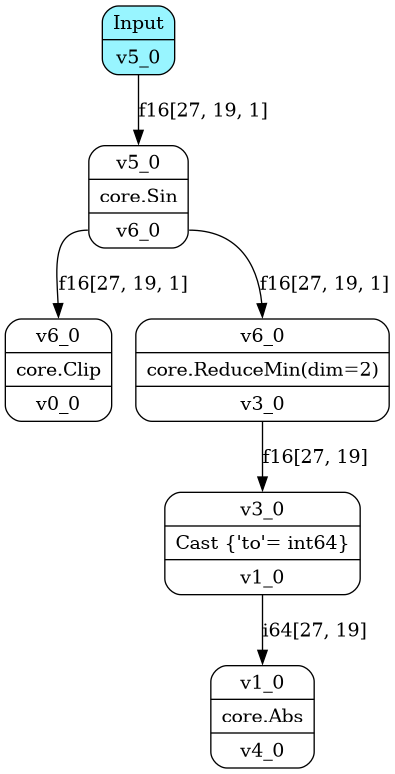 Input
v5_0
f16[27, 19, 1]
v5_0
core.Sin
v6_0
f16[27, 19, 1]
f16[27, 19, 1]
v6_0
core.Clip
v0_0
v6_0
core.ReduceMin(dim=2)
v3_0
f16[27, 19]
v3_0
Cast {'to'= int64}
v1_0
i64[27, 19]
v1_0
core.Abs
v4_0